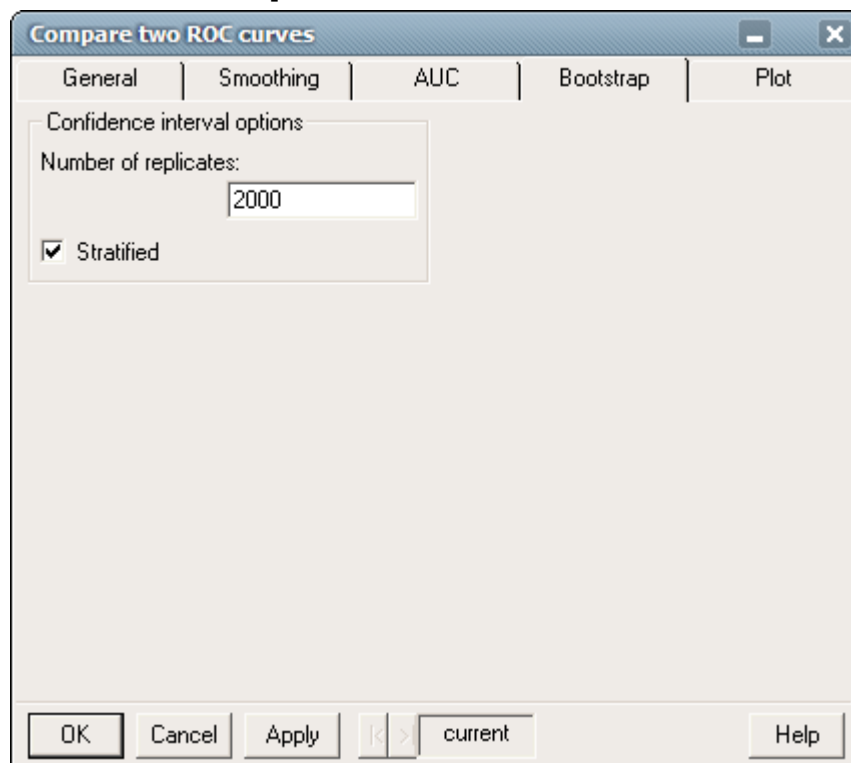 Compare two ROC curves
General Smoothing AUC Bootstrap Plot
Confidence interval options
Number of replicates:
2000
Stratified
OK Cancel Apply |< >| current Help